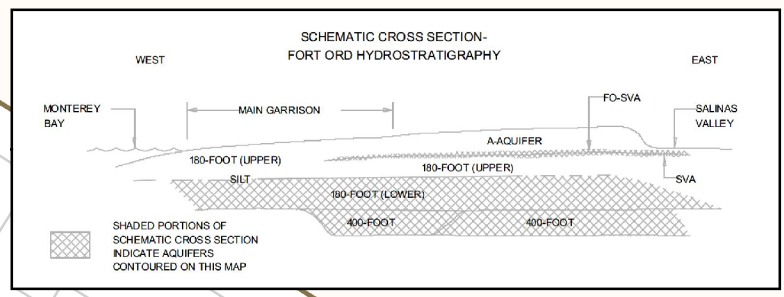 SCHEMATIC CROSS SECTION-
FORT ORD HYDROSTRATIGRAPHY
WEST
EAST
FO-SVA
MONTEREY
BAY
MAIN GARRISON
SALINAS
VALLEY
A-AQUIFER
180-FOOT (UPPER)
180-FOOT (UPPER)
SILT
SVA
180-FOOT (LOWER)
400-FOOT
400-FOOT
SHADED PORTIONS OF
SCHEMATIC CROSS SECTION
INDICATE AQUIFERS
CONTOURED ON THIS MAP